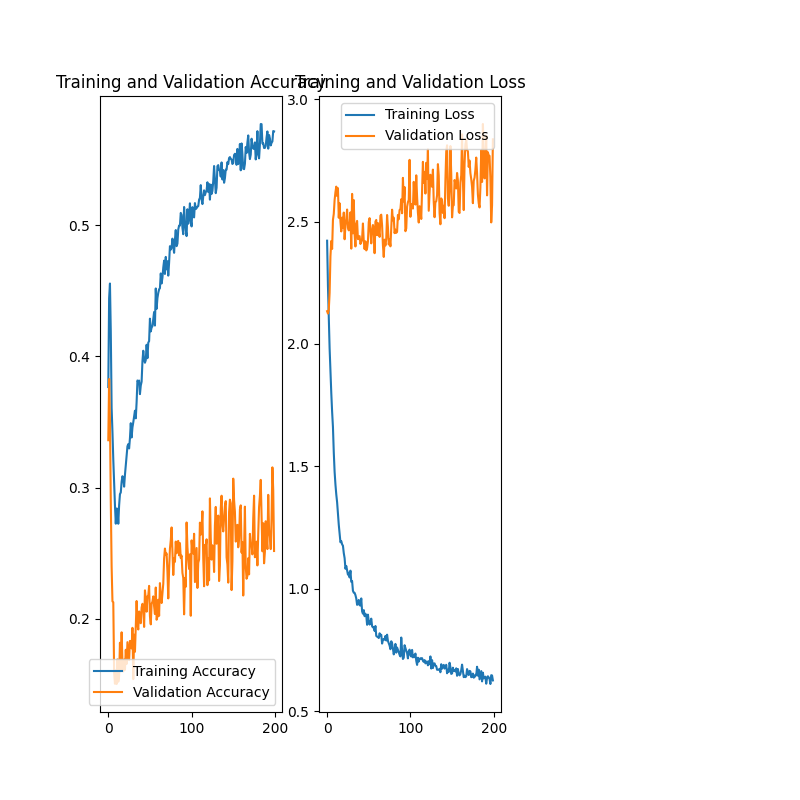 Training and Validation Accuracy
0.5
0.4
0.3
0.2
Training Accuracy
Validation Accuracy
0 100 200
Training and Validation Loss
3.0
2.5
2.0
1.5
1.0
0.5
Training Loss
Validation Loss
0 100 200